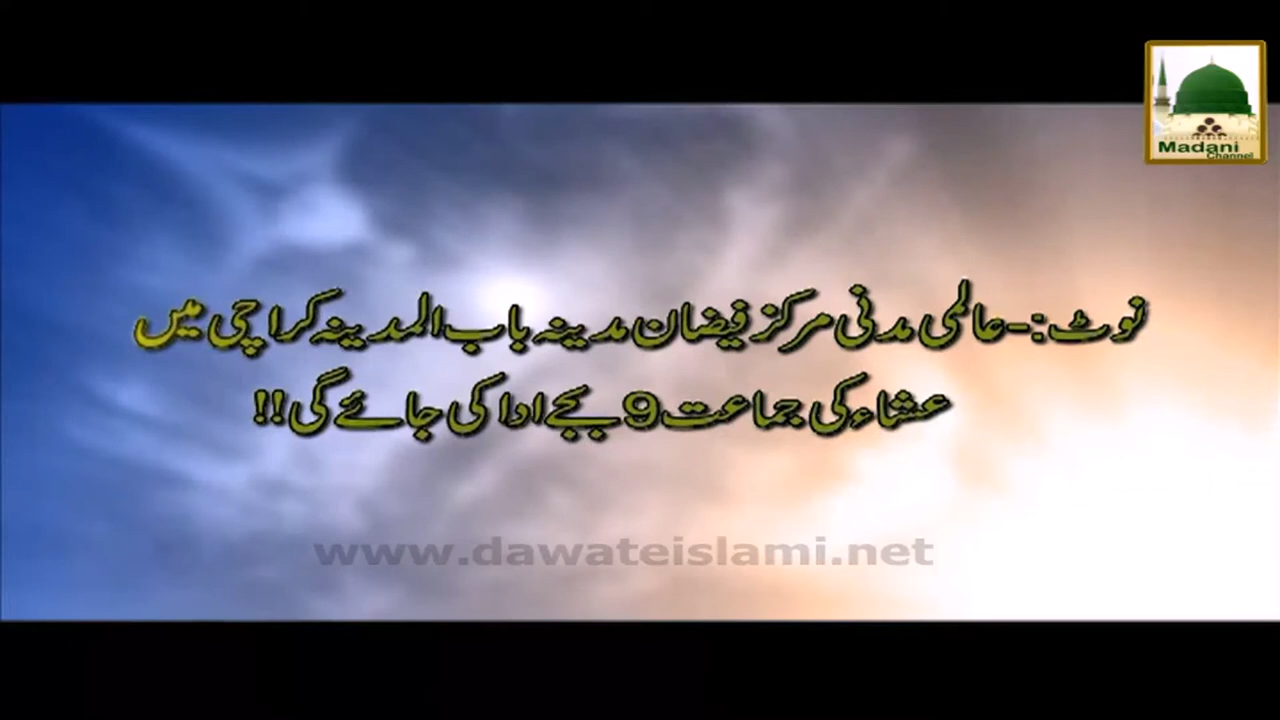 Madani
Channel
نوٹ:-عالمی مدنی مرکز فیضان مدینہ باب المدینہ کراچی میں
عشاء کی جماعت 9 بجے ادا کی جائے گی!!
www.dawateislami.net